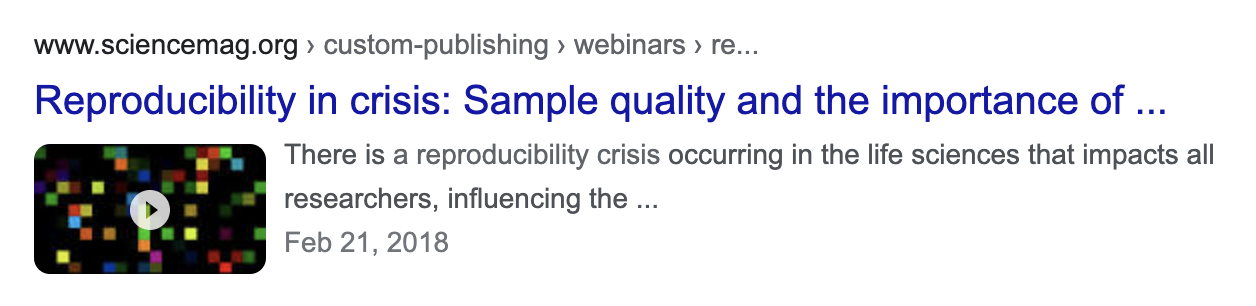 www.sciencemag.org › custom-publishing › webinars › re...
Reproducibility in crisis: Sample quality and the importance of ...
There is a reproducibility crisis occurring in the life sciences that impacts all
researchers, influencing the ...
Feb 21, 2018